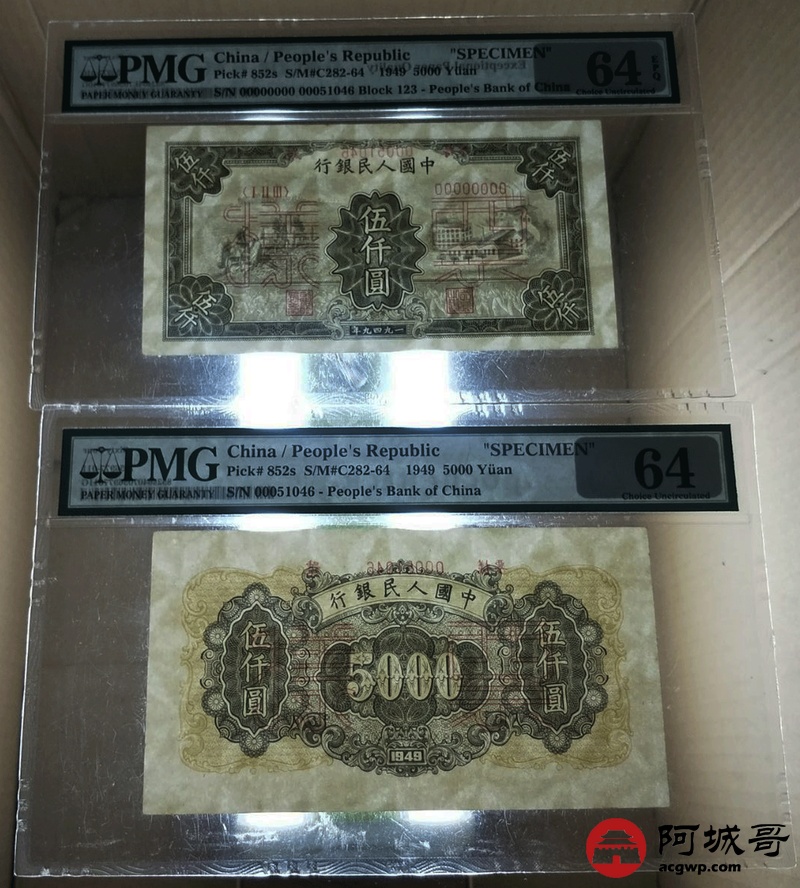 PMG
PAPER MONEY GUARANTY
China / People's Republic "SPECIMEN"
Pick# 852s S/M#C282-64 1949 5000 Yüan
S/N 00000000 00051046 Block 123 - People's Bank of China
64
EPQ
Choice Uncirculated
行銀民人國中
伍仟
伍仟
00000000
伍仟圓
伍仟
伍仟
年九四九一
PMG
PAPER MONEY GUARANTY
China / People's Republic "SPECIMEN"
Pick# 852s S/M#C282-64 1949 5000 Yüan
S/N 00051046 - People's Bank of China
64
Choice Uncirculated
行銀民人國中
伍仟圓
5000
伍仟圓
1949
阿城哥
acgwp.com